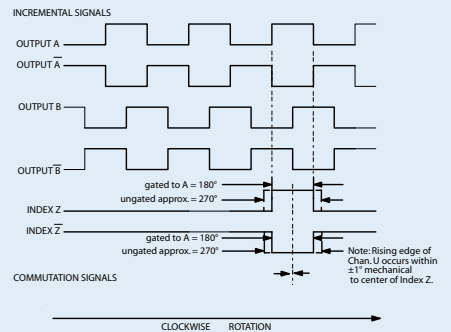 INCREMENTAL SIGNALS
OUTPUT A
OUTPUT A̅
OUTPUT B
OUTPUT B̅
gated to A = 180°
ungated approx. = 270°
INDEX Z
INDEX Z̅
gated to A = 180°
ungated approx. = 270°
Note: Rising edge of
Chan. U occurs within
±1° mechanical
to center of Index Z.
COMMUTATION SIGNALS
CLOCKWISE ROTATION